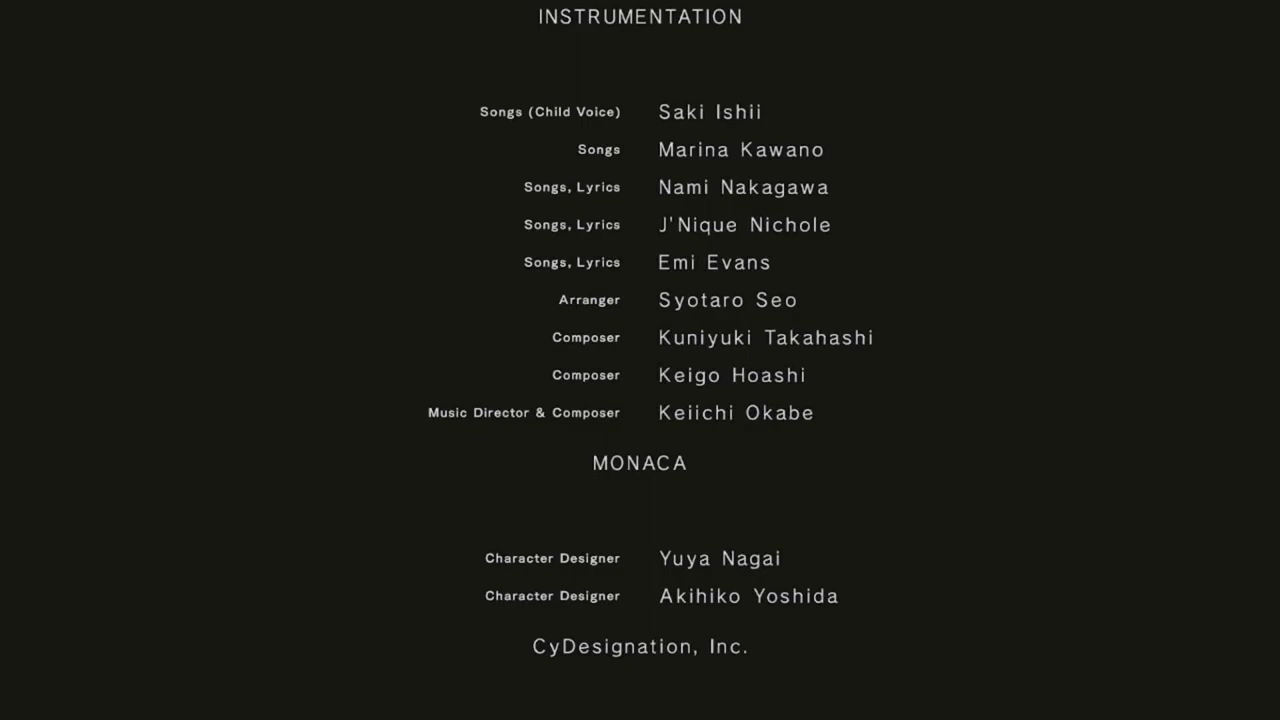 INSTRUMENTATION
Songs (Child Voice) Saki Ishii
Songs Marina Kawano
Songs, Lyrics Nami Nakagawa
Songs, Lyrics J'Nique Nichole
Songs, Lyrics Emi Evans
Arranger Syotaro Seo
Composer Kuniyuki Takahashi
Composer Keigo Hoashi
Music Director & Composer Keiichi Okabe
MONACA
Character Designer Yuya Nagai
Character Designer Akihiko Yoshida
CyDesignation, Inc.